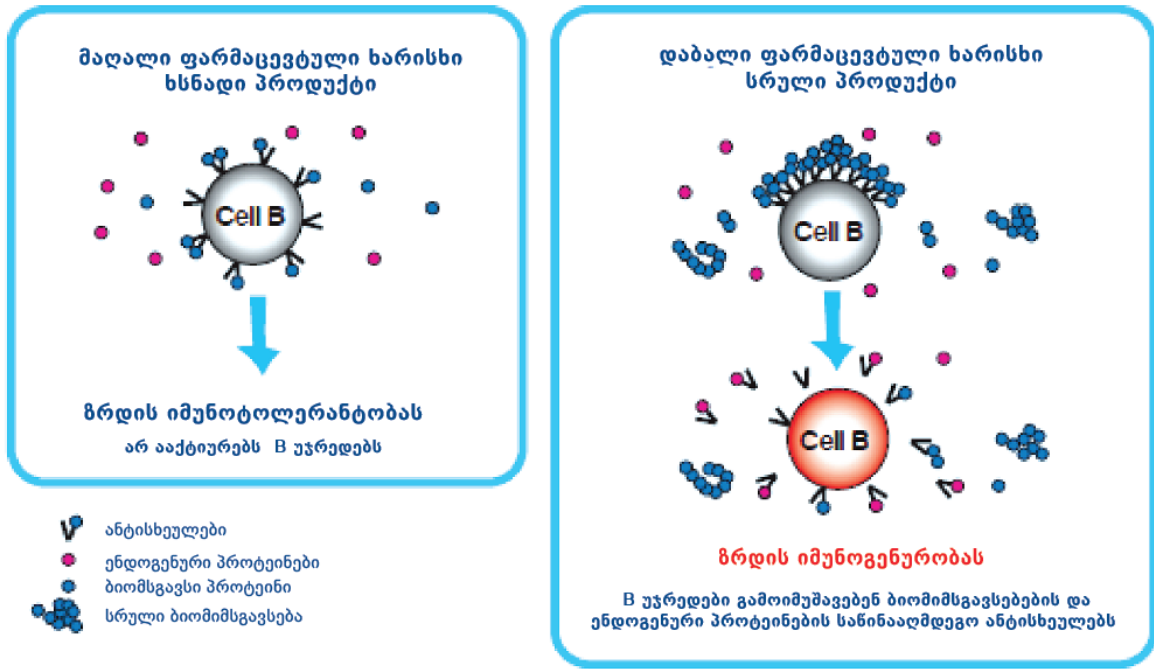 მაღალი ფარმაცევტული ხარისხი
ხსნადი პროდუქტი
Cell B
ზრდის იმუნოტოლერანტობას
არ ააქტიურებს B უჯრედებს
დაბალი ფარმაცევტული ხარისხი
სრული პროდუქტი
Cell B
Cell B
ზრდის იმუნოგენურობას
B უჯრედები გამოიმუშავებენ ბიომიმსგავსებების და
ენდოგენური პროტეინების საწინააღმდეგო ანტისხეულებს
ანტისხეულები
ენდოგენური პროტეინები
ბიომსგავსი პროტეინი
სრული ბიომიმსგავსება